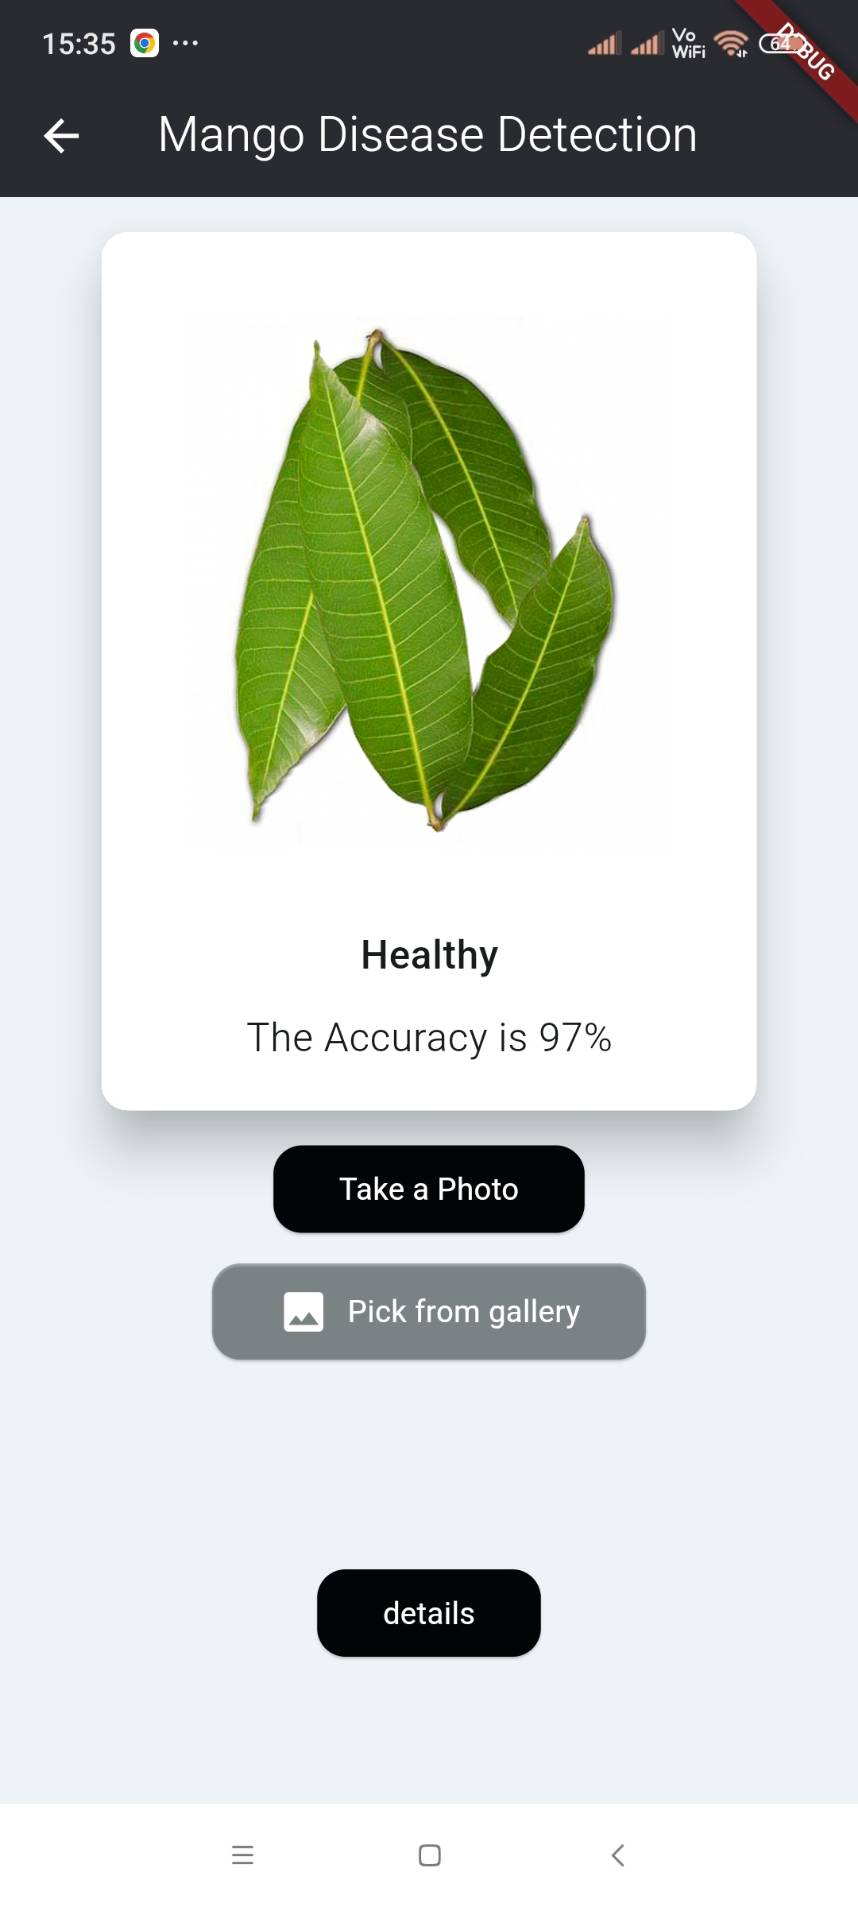 15:35
Vo
WiFi
64
DEBUG
Mango Disease Detection
Healthy
The Accuracy is 97%
Take a Photo
Pick from gallery
details